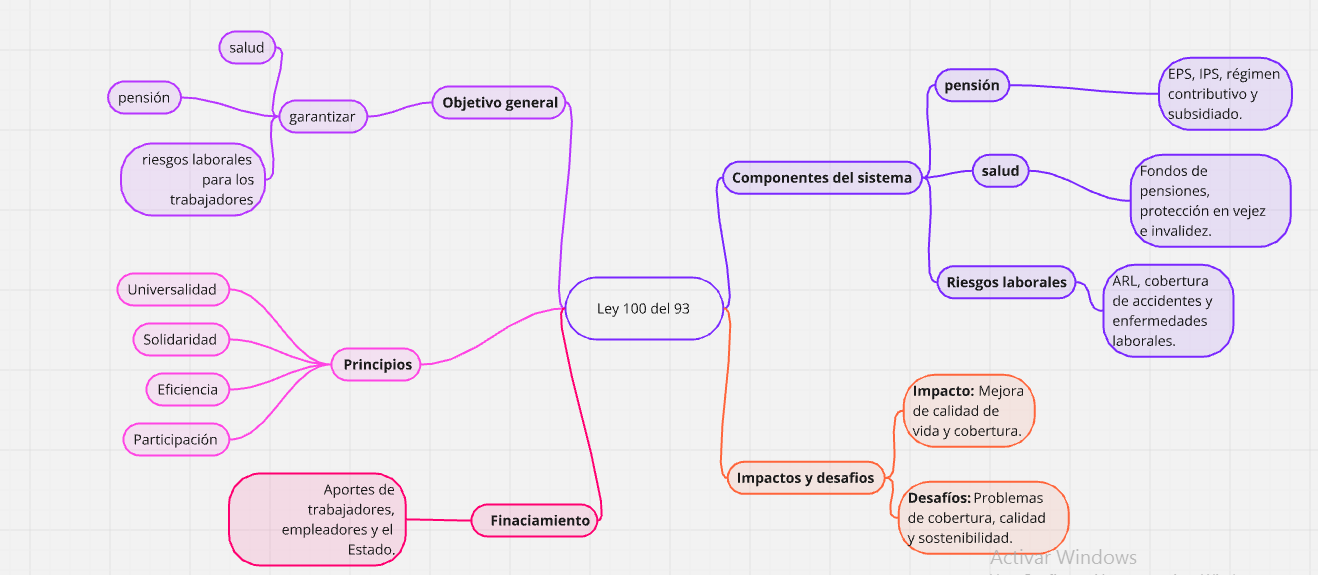 Ley 100 del 93
Objetivo general
garantizar
salud
pensión
riesgos laborales
para los
trabajadores
Principios
Universalidad
Solidaridad
Eficiencia
Participación
Finaciamiento
Aportes de
trabajadores,
empleadores y el
Estado.
Componentes del sistema
pensión
EPS, IPS, régimen
contributivo y
subsidiado.
salud
Fondos de
pensiones,
protección en vejez
e invalidez.
Riesgos laborales
ARL, cobertura
de accidentes y
enfermedades
laborales.
Impactos y desafios
Impacto: Mejora
de calidad de
vida y cobertura.
Desafíos: Problemas
de cobertura, calidad
y sostenibilidad.
Activar Windows